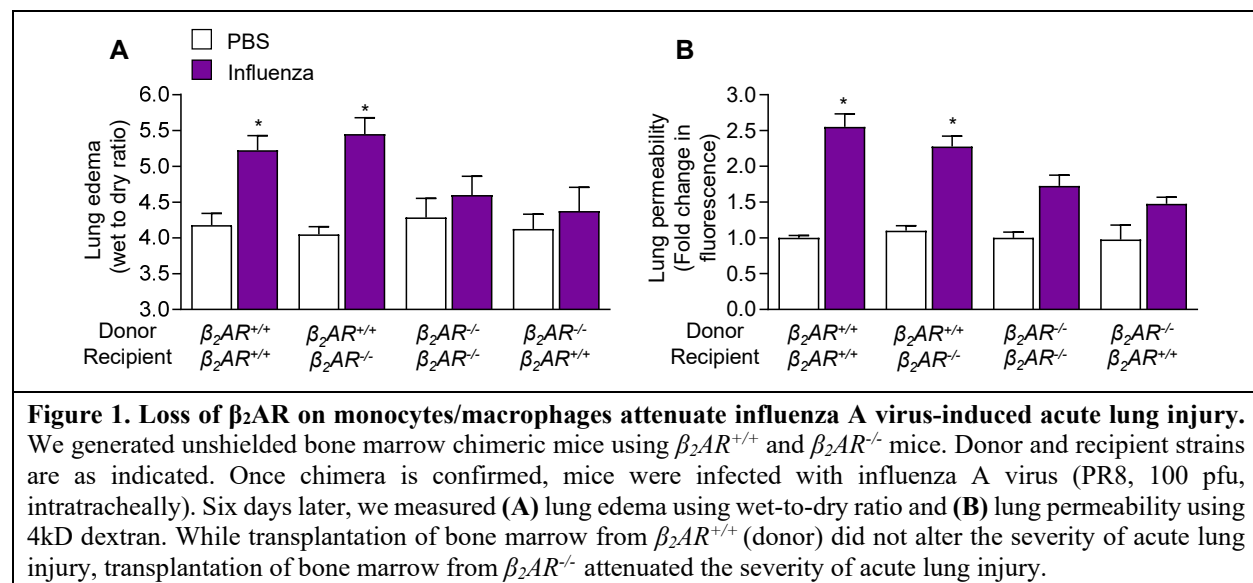 A
PBS
Influenza
Lung edema
(wet to dry ratio)
6.0
5.5
5.0
4.5
4.0
3.5
3.0
* *
Donor β₂AR⁺/⁺ β₂AR⁺/⁺ β₂AR⁻/⁻ β₂AR⁻/⁻
Recipient β₂AR⁺/⁺ β₂AR⁻/⁻ β₂AR⁻/⁻ β₂AR⁺/⁺
B
Lung permeability
(Fold change in
fluorescence)
3.0
2.5
2.0
1.5
1.0
0.5
0.0
* *
Donor β₂AR⁺/⁺ β₂AR⁺/⁺ β₂AR⁻/⁻ β₂AR⁻/⁻
Recipient β₂AR⁺/⁺ β₂AR⁻/⁻ β₂AR⁻/⁻ β₂AR⁺/⁺
Figure 1. Loss of β₂AR on monocytes/macrophages attenuate influenza A virus-induced acute lung injury.
We generated unshielded bone marrow chimeric mice using β₂AR⁺/⁺ and β₂AR⁻/⁻ mice. Donor and recipient strains
are as indicated. Once chimera is confirmed, mice were infected with influenza A virus (PR8, 100 pfu,
intratracheally). Six days later, we measured (A) lung edema using wet-to-dry ratio and (B) lung permeability using
4kD dextran. While transplantation of bone marrow from β₂AR⁺/⁺ (donor) did not alter the severity of acute lung
injury, transplantation of bone marrow from β₂AR⁻/⁻ attenuated the severity of acute lung injury.